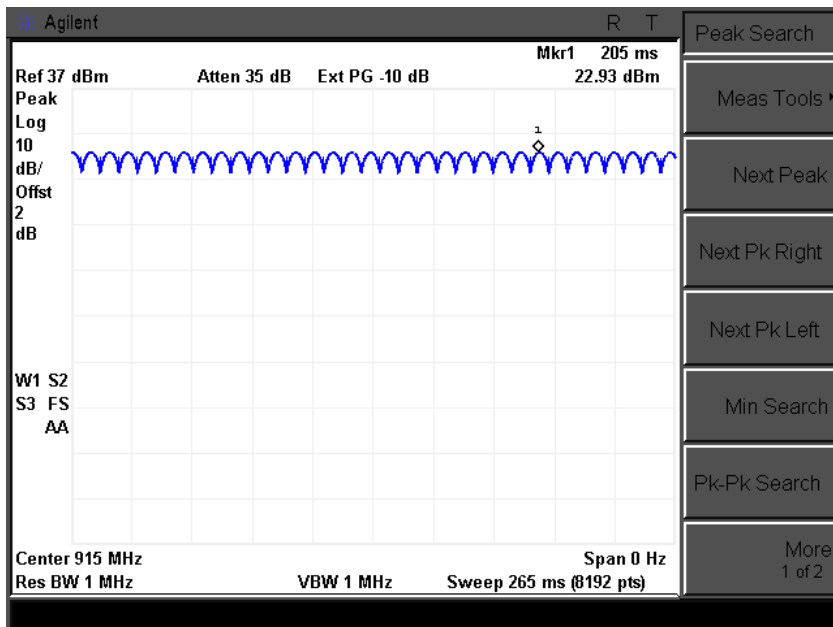 Agilent R T
Peak Search
Mkr1 205 ms
Ref 37 dBm Atten 35 dB Ext PG -10 dB 22.93 dBm
Peak
Log
10
dB/
Offst
2
dB
1
W1 S2
S3 FS
AA
Center 915 MHz Span 0 Hz
Res BW 1 MHz VBW 1 MHz Sweep 265 ms (8192 pts)
Meas Tools
Next Peak
Next Pk Right
Next Pk Left
Min Search
Pk-Pk Search
More
1 of 2